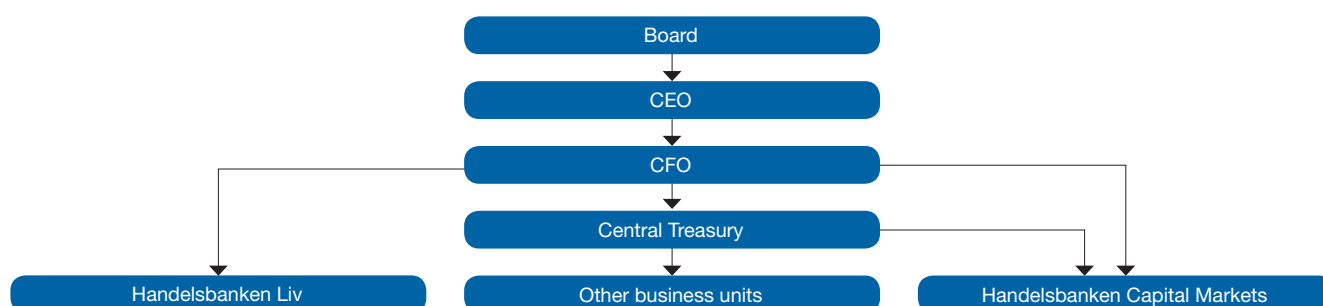 Board
CEO
CFO
Central Treasury
Handelsbanken Liv
Other business units
Handelsbanken Capital Markets